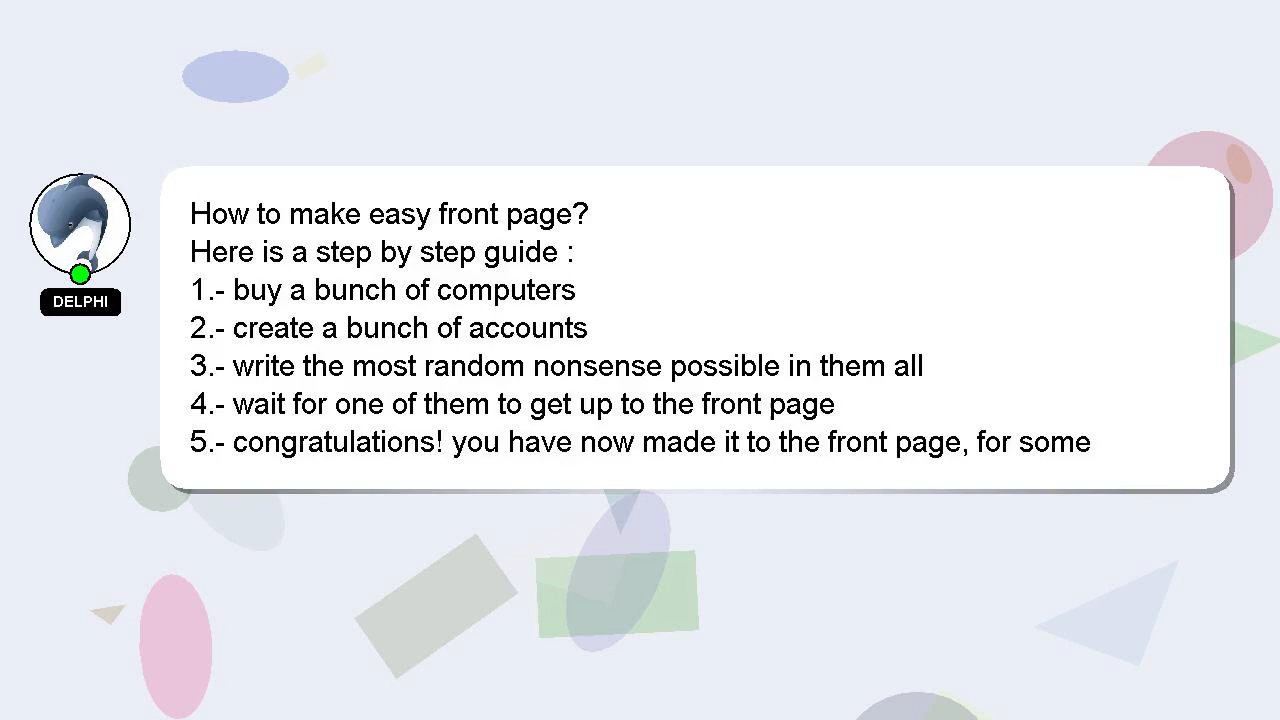 How to make easy front page?
Here is a step by step guide :
1.- buy a bunch of computers
2.- create a bunch of accounts
3.- write the most random nonsense possible in them all
4.- wait for one of them to get up to the front page
5.- congratulations! you have now made it to the front page, for some
DELPHI